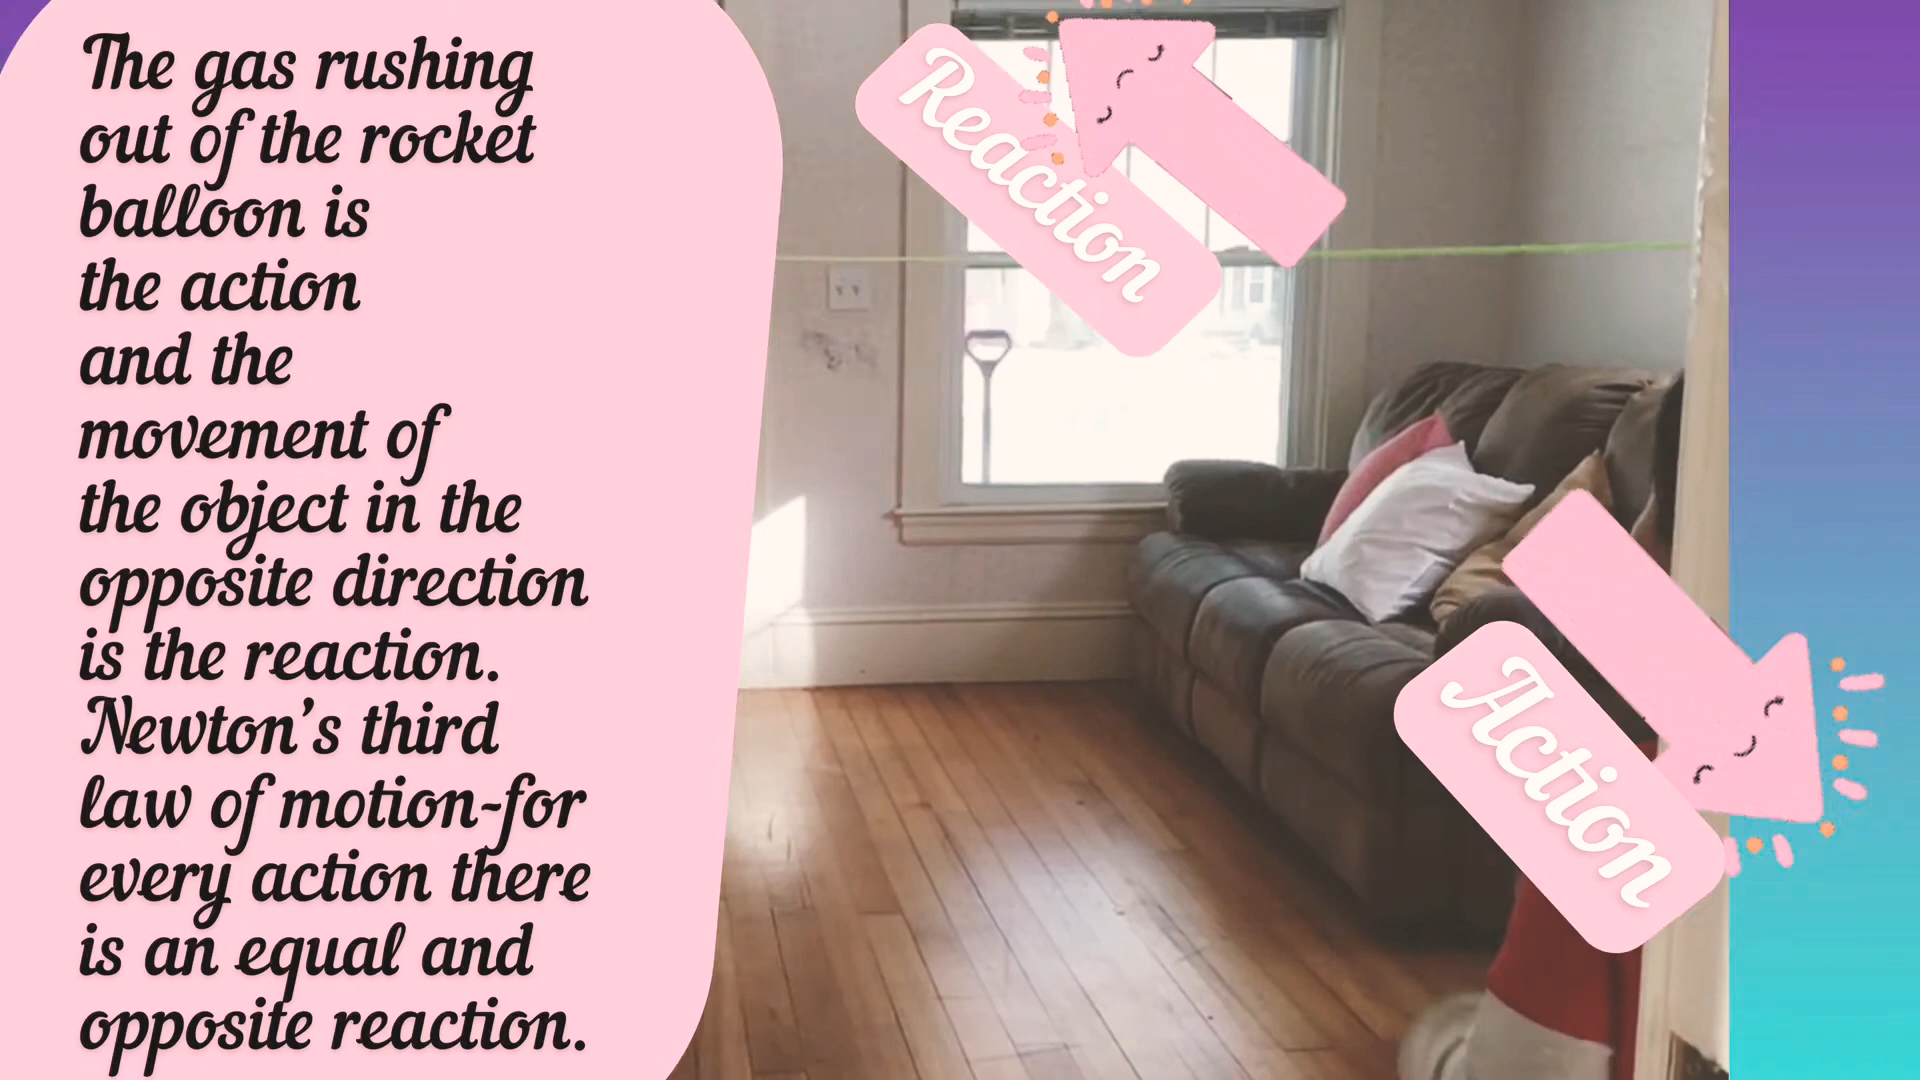 The gas rushing
out of the rocket
balloon is
the action
and the
movement of
the object in the
opposite direction
is the reaction.
Newton's third
law of motion-for
every action there
is an equal and
opposite reaction.
Reaction
Action